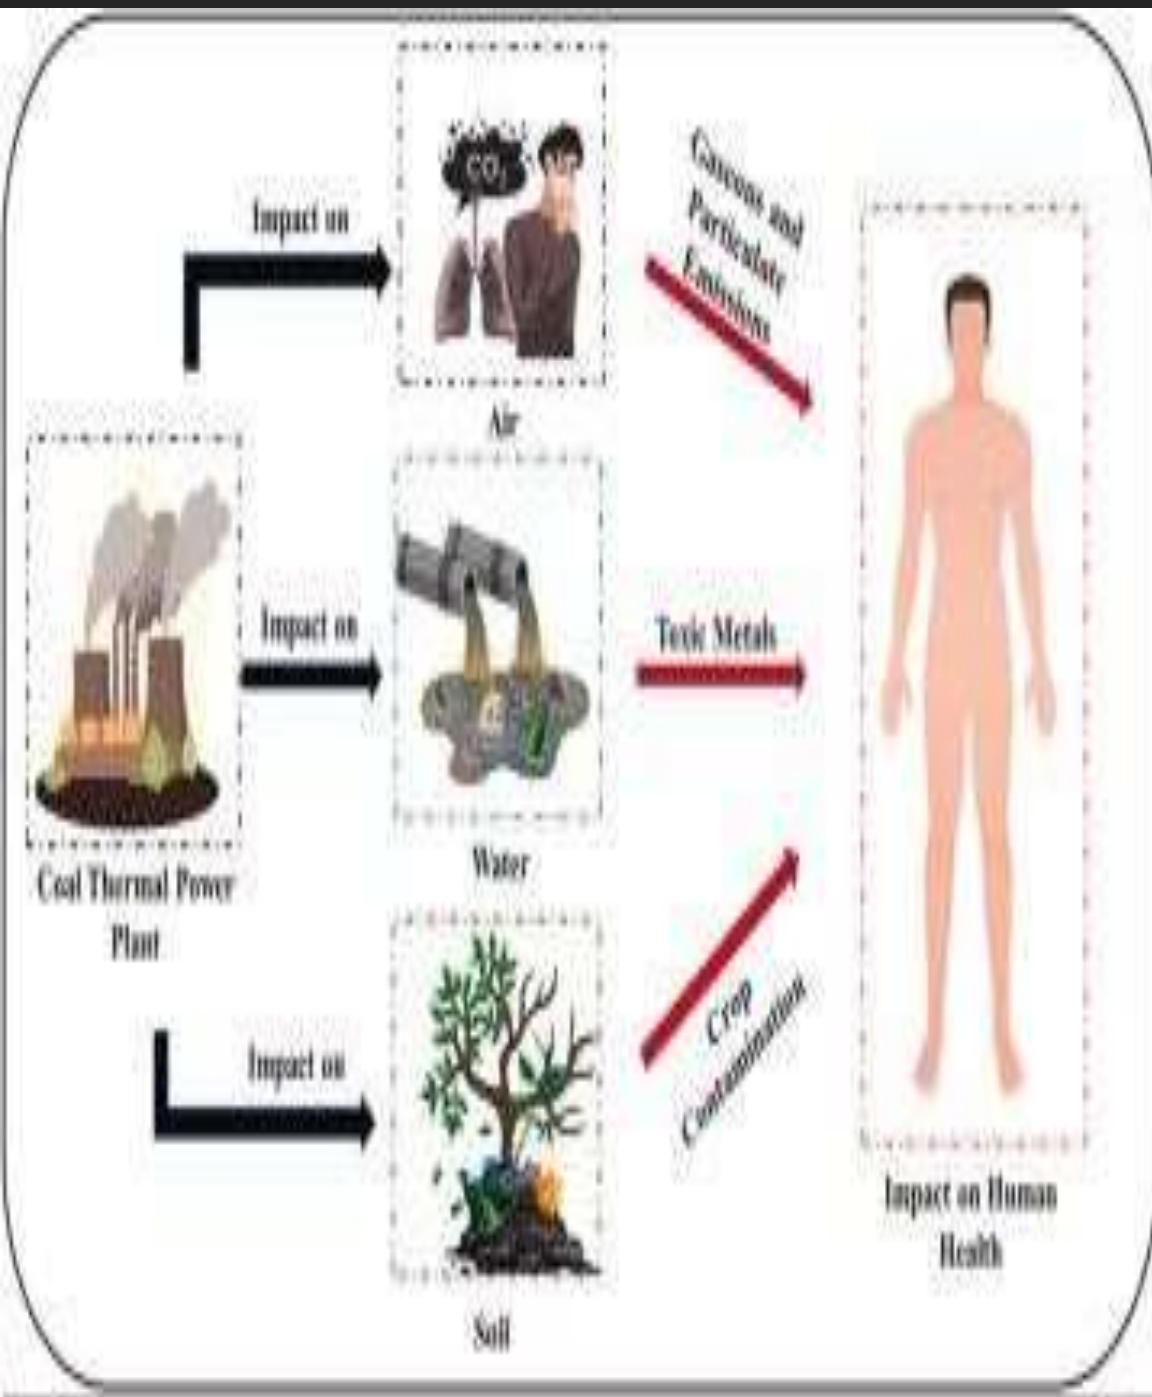 Impact on
CO2
Air
Gaseous and
Particulate
Emissions
Impact on
Toxic Metals
Coal Thermal Power
Plant
Water
Impact on
Crop
Contamination
Soil
Impact on Human
Health